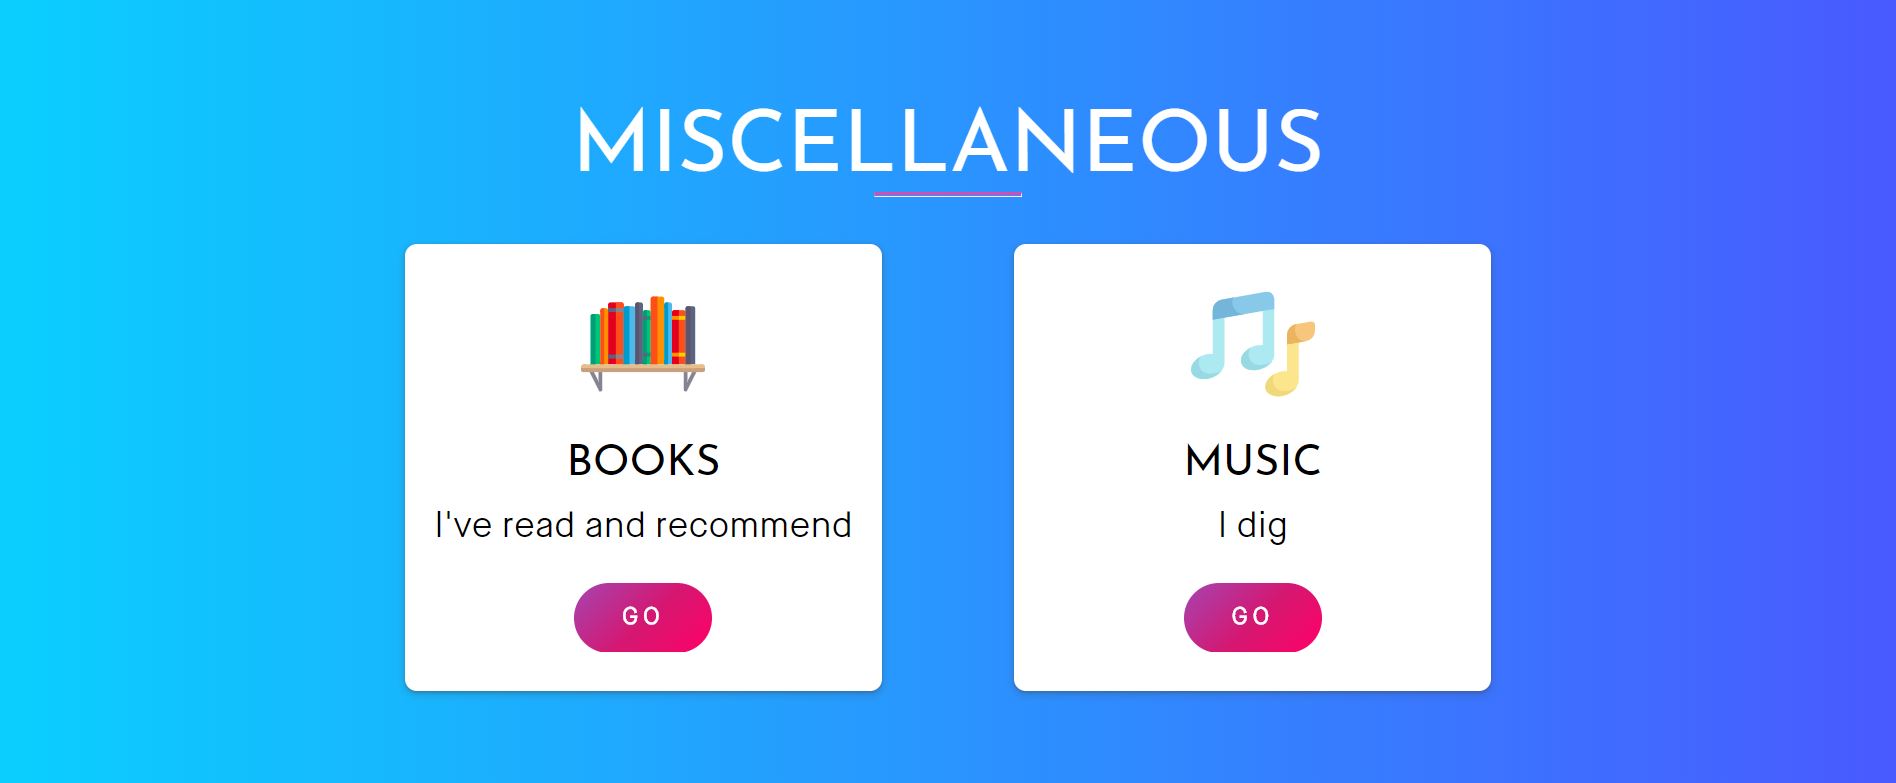 MISCELLANEOUS
BOOKS
I've read and recommend
GO
MUSIC
I dig
GO